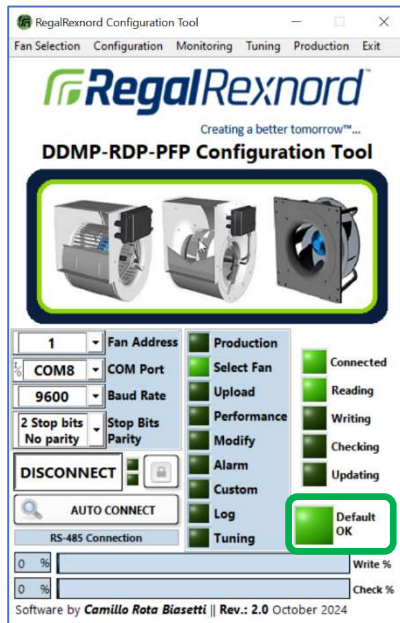 RegalRexnord Configuration Tool
Fan Selection Configuration Monitoring Tuning Production Exit
RegalRexnord
Creating a better tomorrow™...
DDMP-RDP-PFP Configuration Tool
1 Fan Address
COM8 COM Port
9600 Baud Rate
2 Stop bits
No parity
Stop Bits
Parity
DISCONNECT
AUTO CONNECT
RS-485 Connection
Production
Select Fan
Upload
Performance
Modify
Alarm
Custom
Log
Tuning
Connected
Reading
Writing
Checking
Updating
Default
OK
0 % Write %
0 % Check %
Software by Camillo Rota Biasetti || Rev.: 2.0 October 2024